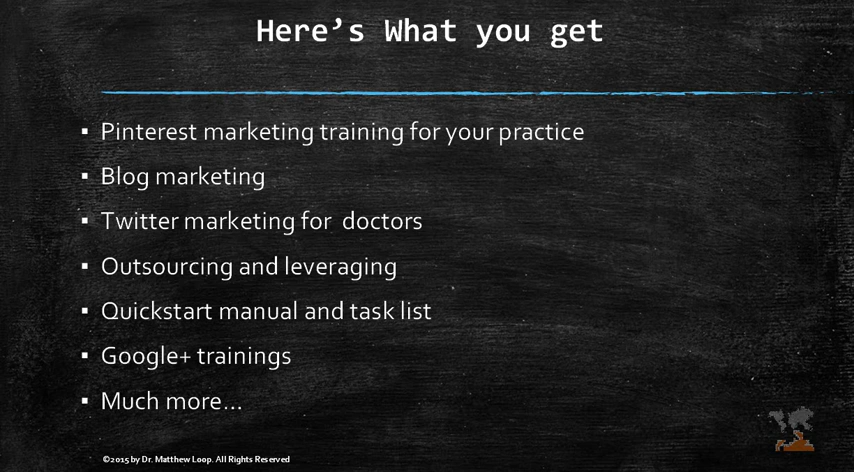 Here’s What you get
▪ Pinterest marketing training for your practice
▪ Blog marketing
▪ Twitter marketing for  doctors
▪ Outsourcing and leveraging
▪ Quickstart manual and task list
▪ Google+ trainings
▪ Much more…
©2015 by Dr. Matthew Loop. All Rights Reserved